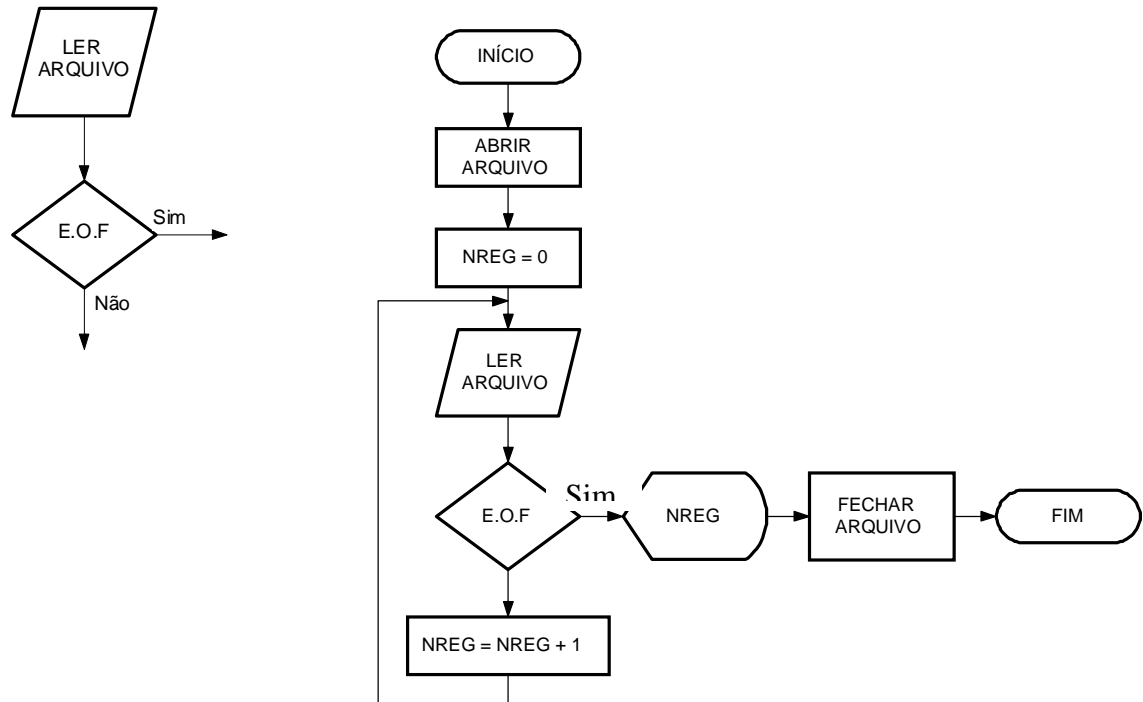 LER
ARQUIVO
E.O.F
Sim
Não
INÍCIO
ABRIR
ARQUIVO
NREG = 0
LER
ARQUIVO
E.O.F
Sim
NREG
FECHAR
ARQUIVO
FIM
NREG = NREG + 1